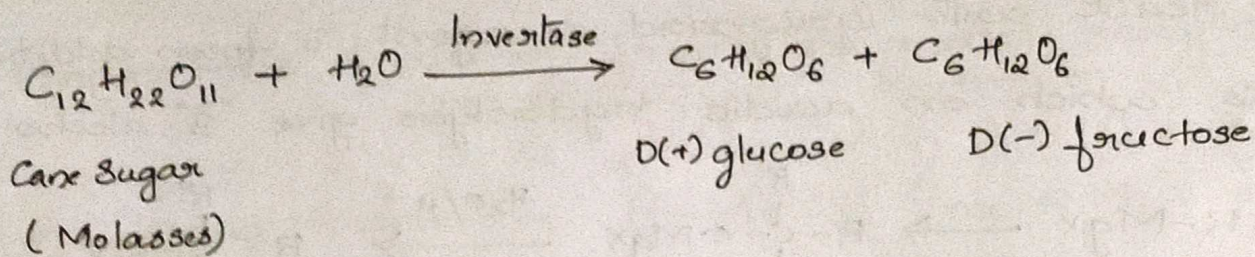 Invertase
C₁₂H₂₂O₁₁ + H₂O ⟶ C₆H₁₂O₆ + C₆H₁₂O₆
Cane Sugar D(+) glucose D(-) fructose
(Molasses)